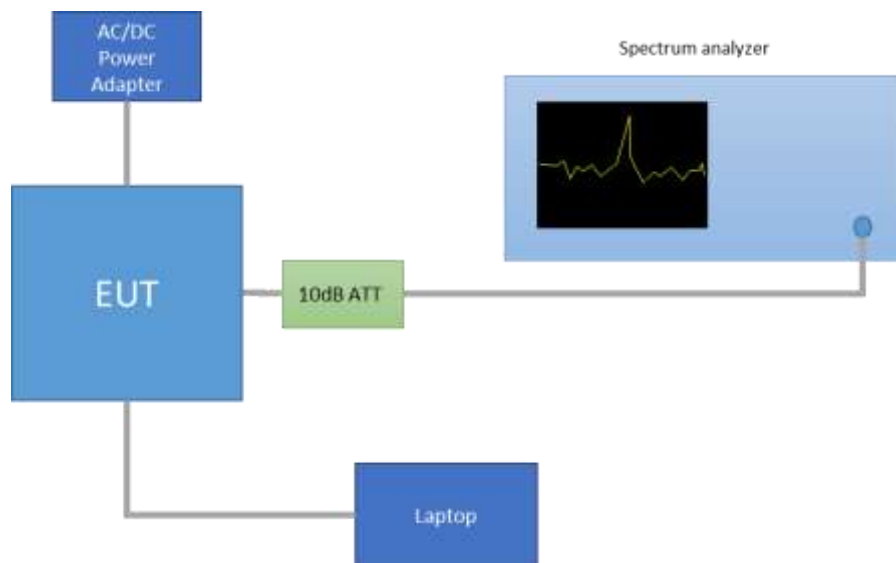 AC/DC
Power
Adapter
Spectrum analyzer
EUT
10dB ATT
Laptop